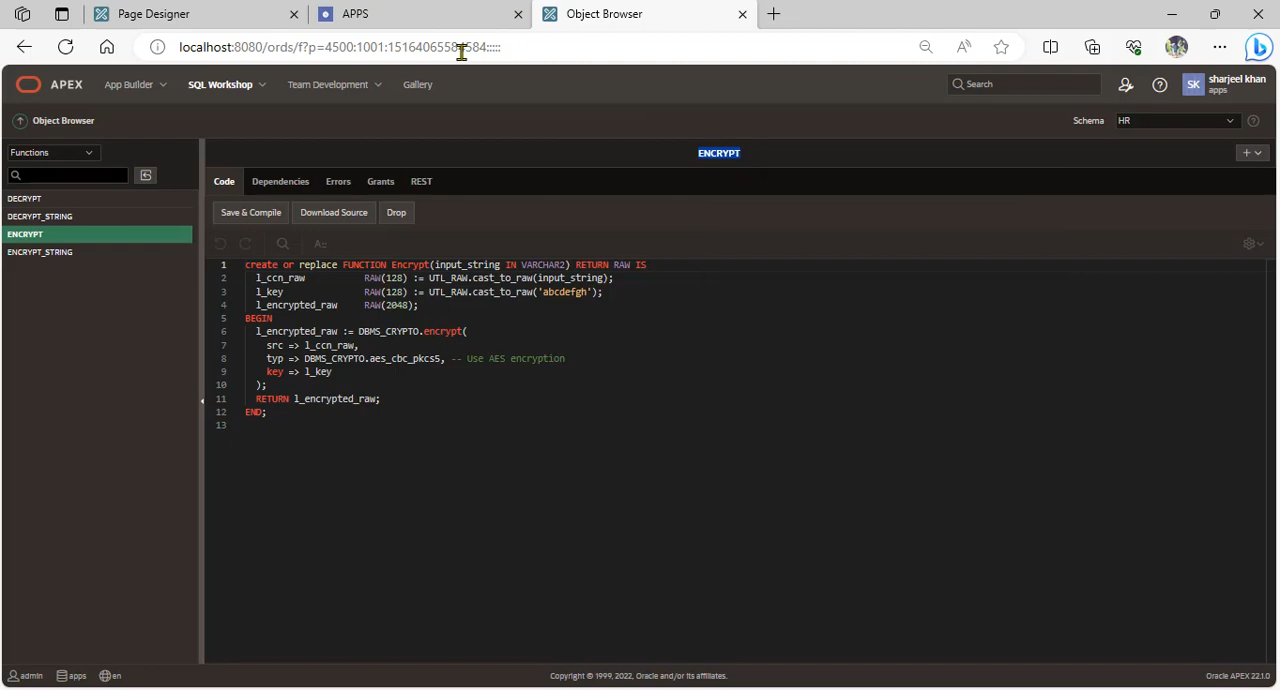 Page Designer
APPS
Object Browser
localhost:8080/ords/f?p=4500:1001:15164065584584:::::
APEX
App Builder
SQL Workshop
Team Development
Gallery
Search
SK
sharjeel khan
apps
Object Browser
Schema
HR
Functions
ENCRYPT
DECRYPT
DECRYPT_STRING
ENCRYPT
ENCRYPT_STRING
Code
Dependencies
Errors
Grants
REST
Save & Compile
Download Source
Drop
1 create or replace FUNCTION Encrypt(input_string IN VARCHAR2) RETURN RAW IS
2 l_ccn_raw RAW(128) := UTL_RAW.cast_to_raw(input_string);
3 l_key RAW(128) := UTL_RAW.cast_to_raw('abcdefgh');
4 l_encrypted_raw RAW(2048);
5 BEGIN
6 l_encrypted_raw := DBMS_CRYPTO.encrypt(
7 src => l_ccn_raw,
8 typ => DBMS_CRYPTO.aes_cbc_pkcs5, -- Use AES encryption
9 key => l_key
10 );
11 RETURN l_encrypted_raw;
12 END;
13
admin
apps
en
Copyright © 1999, 2022, Oracle and/or its affiliates.
Oracle APEX 22.1.0